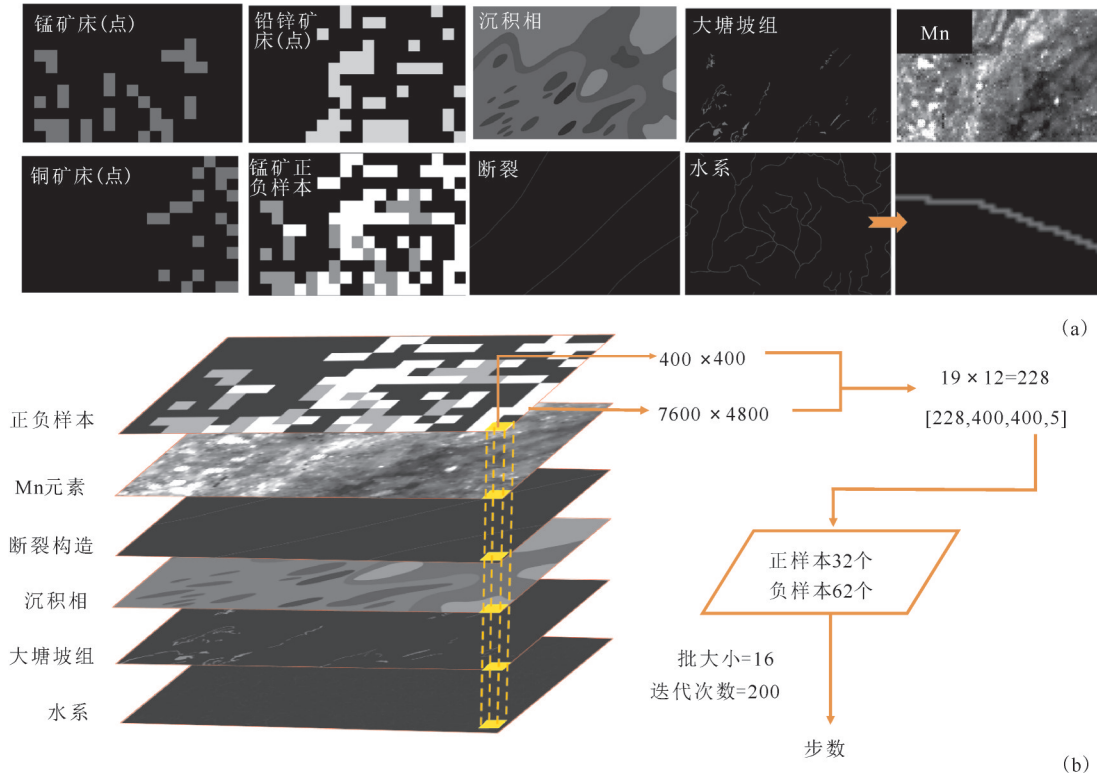 锰矿床(点)
铅锌矿
床(点)
沉积相
大塘坡组
Mn
铜矿床(点)
锰矿正
负样本
断裂
水系
(a)
正负样本
Mn元素
断裂构造
沉积相
大塘坡组
水系
400 ×400
7600 ×4800
19 × 12=228
[228,400,400,5]
正样本32个
负样本62个
批大小=16
迭代次数=200
步数
(b)